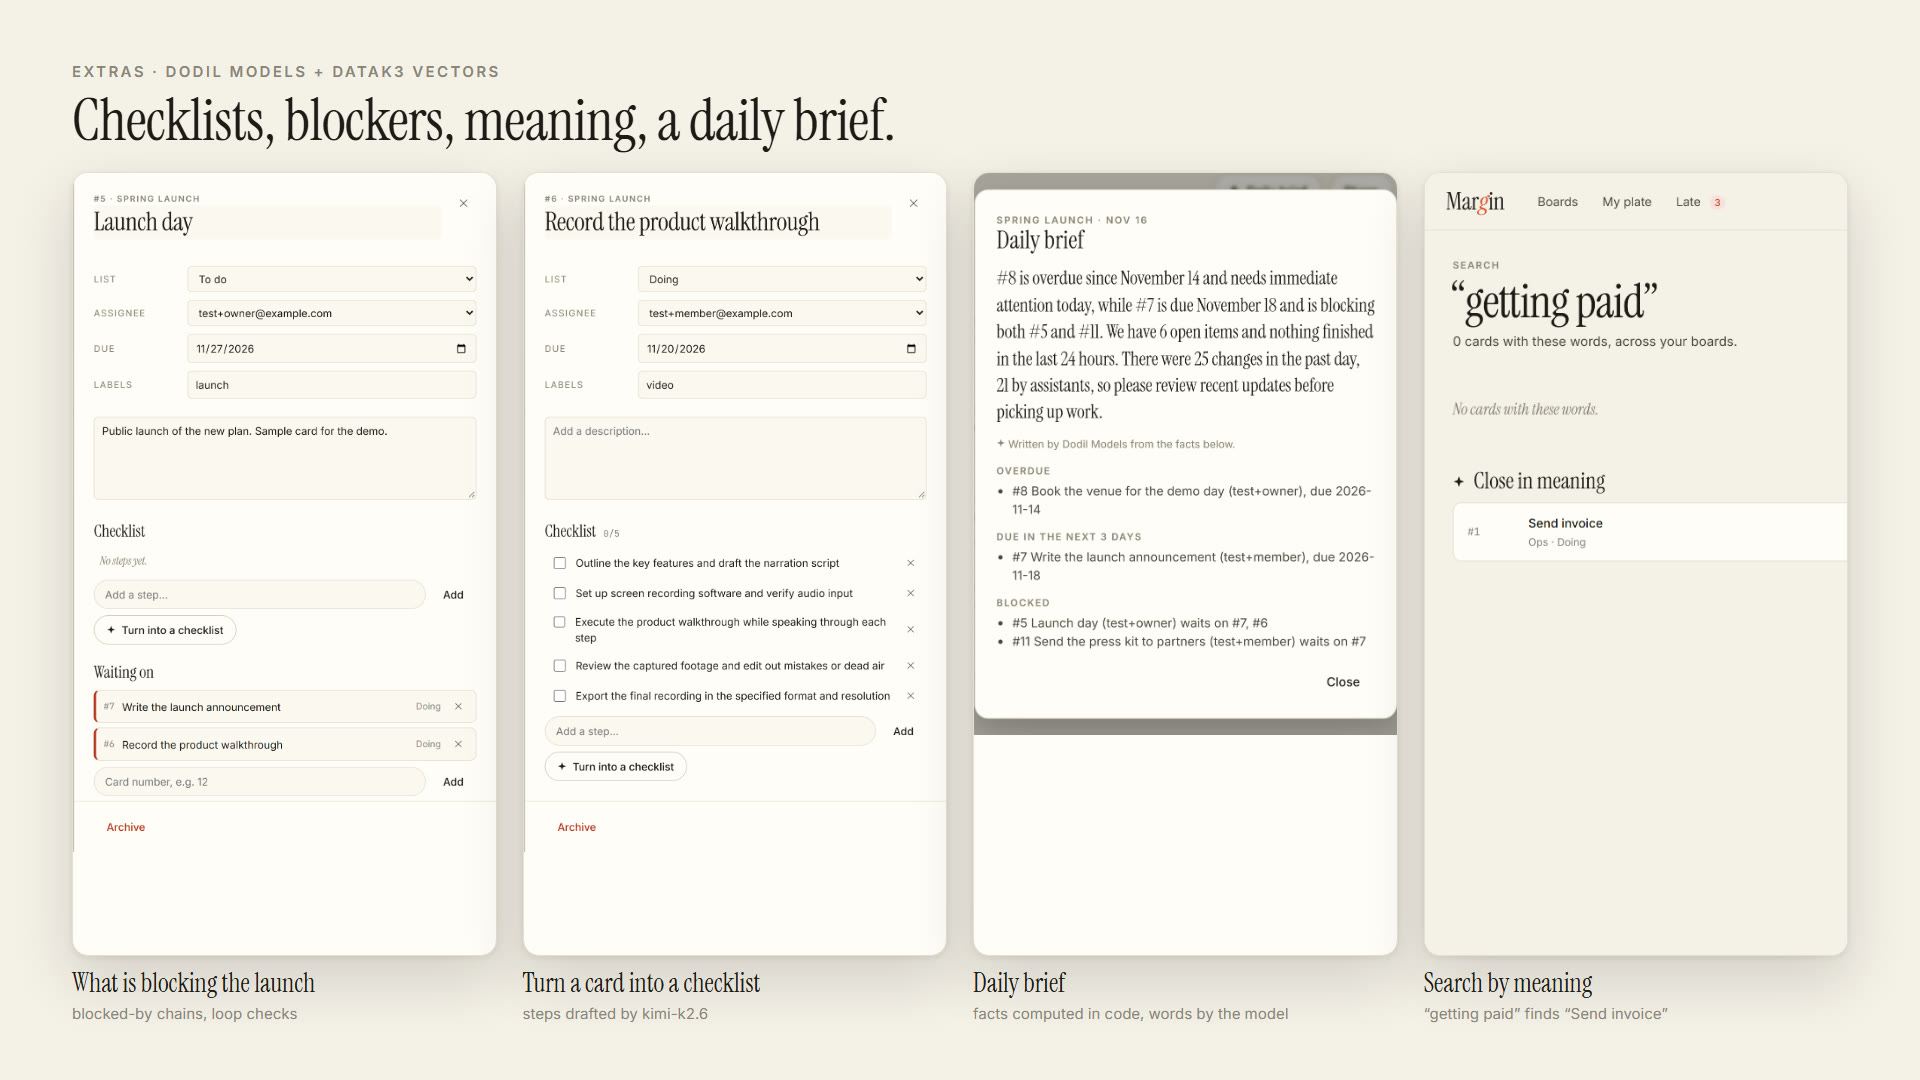 EXTRAS · DODIL MODELS + DATAK3 VECTORS
Checklists, blockers, meaning, a daily brief.
#5 · SPRING LAUNCH
Launch day
LIST
To do
ASSIGNEE
test+owner@example.com
DUE
11/27/2026
LABELS
launch
Public launch of the new plan. Sample card for the demo.
Checklist
No steps yet.
Add a step...
Add
Turn into a checklist
Waiting on
#7 Write the launch announcement Doing
#6 Record the product walkthrough Doing
Card number, e.g. 12
Add
Archive
What is blocking the launch
blocked-by chains, loop checks
#6 · SPRING LAUNCH
Record the product walkthrough
LIST
Doing
ASSIGNEE
test+member@example.com
DUE
11/20/2026
LABELS
video
Add a description...
Checklist 0/5
Outline the key features and draft the narration script
Set up screen recording software and verify audio input
Execute the product walkthrough while speaking through each
step
Review the captured footage and edit out mistakes or dead air
Export the final recording in the specified format and resolution
Add a step...
Add
Turn into a checklist
Archive
Turn a card into a checklist
steps drafted by kimi-k2.6
SPRING LAUNCH · NOV 16
Daily brief
#8 is overdue since November 14 and needs immediate
attention today, while #7 is due November 18 and is blocking
both #5 and #11. We have 6 open items and nothing finished
in the last 24 hours. There were 25 changes in the past day,
21 by assistants, so please review recent updates before
picking up work.
Written by Dodil Models from the facts below.
OVERDUE
• #8 Book the venue for the demo day (test+owner), due 2026-
11-14
DUE IN THE NEXT 3 DAYS
• #7 Write the launch announcement (test+member), due 2026-
11-18
BLOCKED
• #5 Launch day (test+owner) waits on #7, #6
• #11 Send the press kit to partners (test+member) waits on #7
Close
Daily brief
facts computed in code, words by the model
Margin
Boards
My plate
Late 3
SEARCH
“getting paid”
0 cards with these words, across your boards.
No cards with these words.
Close in meaning
#1
Send invoice
Ops · Doing
Search by meaning
“getting paid” finds “Send invoice”